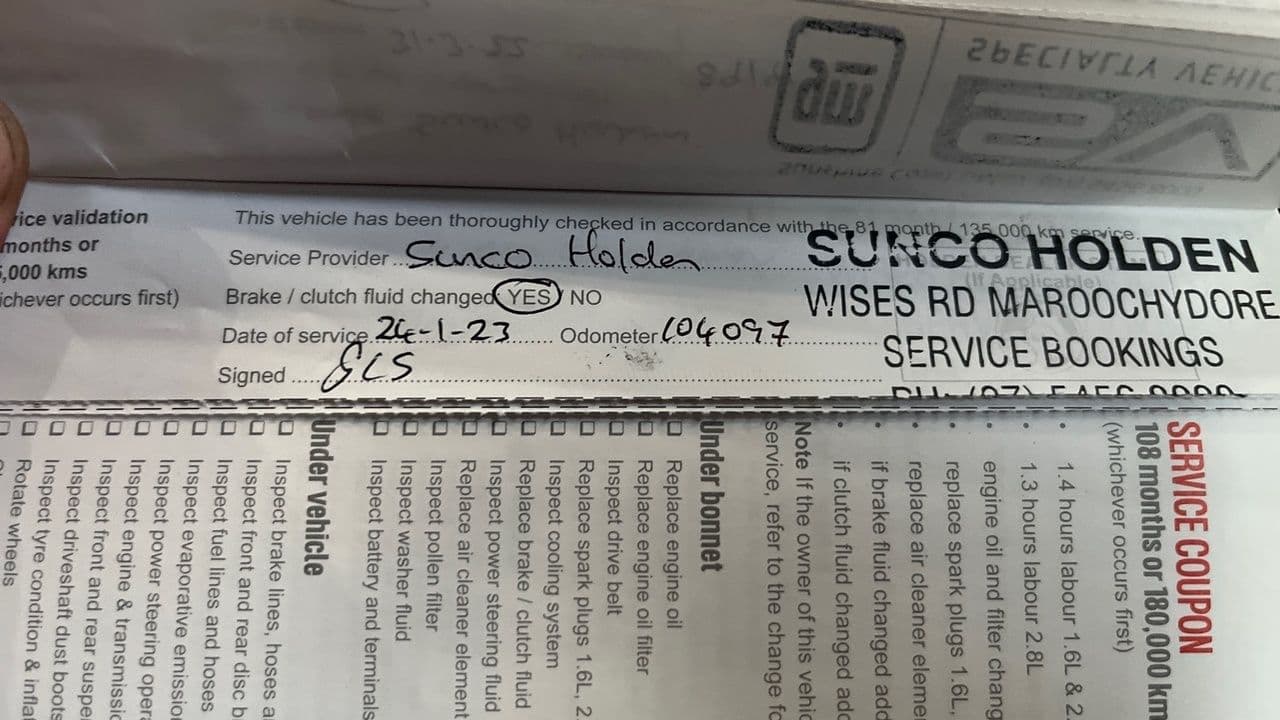 SPECIALTY VEHIC
rice validation
months or
,000 kms
ichever occurs first)
This vehicle has been thoroughly checked in accordance with the 81 month / 135,000 km service.
Service Provider Sunco Holden
Brake / clutch fluid changed YES / NO
Date of service 24-1-23 Odometer 104097
Signed
SUNCO HOLDEN
(If Applicable)
WISES RD MAROOCHYDORE
SERVICE BOOKINGS
SERVICE COUPON
108 months or 180,000 km
(whichever occurs first)
• 1.4 hours labour 1.6L & 2
• 1.3 hours labour 2.8L
• engine oil and filter chang
• replace spark plugs 1.6L,
• replace air cleaner eleme
• if brake fluid changed add
• if clutch fluid changed add
Note If the owner of this vehic
service, refer to the change fo
Under bonnet
Replace engine oil
Replace engine oil filter
Inspect drive belt
Replace spark plugs 1.6L, 2
Inspect cooling system
Replace brake / clutch fluid
Inspect power steering fluid
Replace air cleaner element
Inspect pollen filter
Inspect washer fluid
Inspect battery and terminals
Under vehicle
Inspect brake lines, hoses a
Inspect front and rear disc b
Inspect fuel lines and hoses
Inspect evaporative emission
Inspect power steering opera
Inspect engine & transmissio
Inspect front and rear suspe
Inspect driveshaft dust boots
Inspect tyre condition & inflat
Rotate wheels